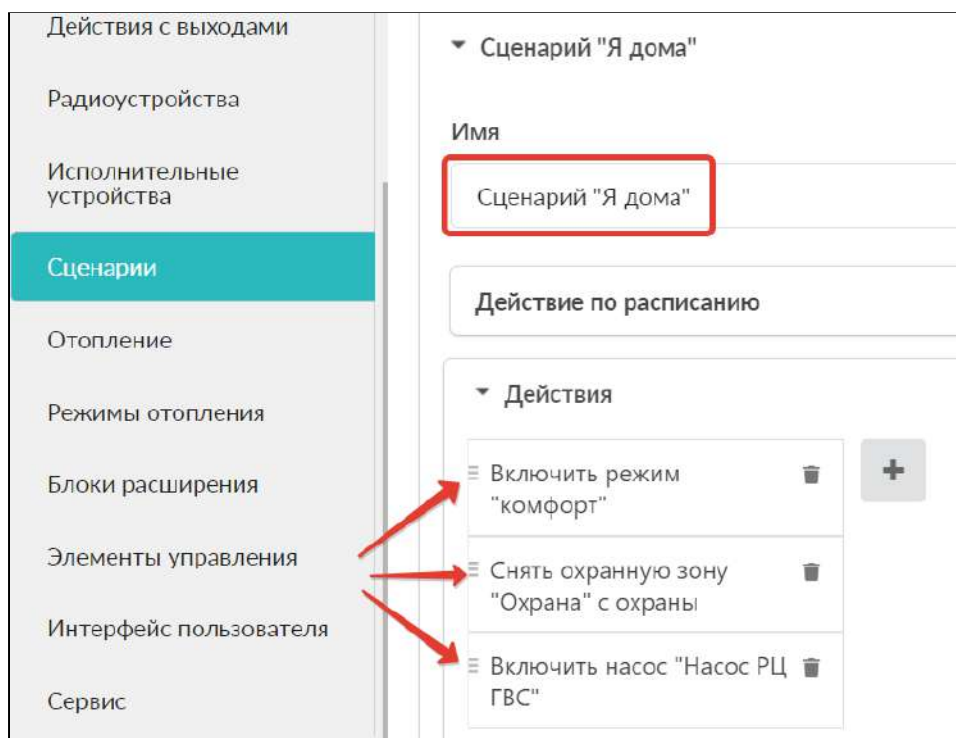 Действия с выходами
Радиоустройства
Исполнительные
устройства
Сценарии
Отопление
Режимы отопления
Блоки расширения
Элементы управления
Интерфейс пользователя
Сервис
Сценарий "Я дома"
Имя
Сценарий "Я дома"
Действие по расписанию
Действия
Включить режим
"комфорт"
+
Снять охранную зону
"Охрана" с охраны
Включить насос "Насос РЦ
ГВС"